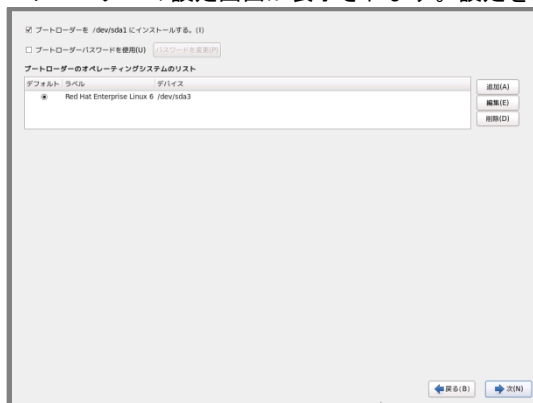 ブートローダーを /dev/sda1 にインストールする。(I)
ブートローダーパスワードを使用(U) パスワードを変更(P)
ブートローダーのオペレーティングシステムのリスト
デフォルト ラベル デバイス
Red Hat Enterprise Linux 6 /dev/sda3
追加(A)
編集(E)
削除(D)
戻る(B) 次(N)